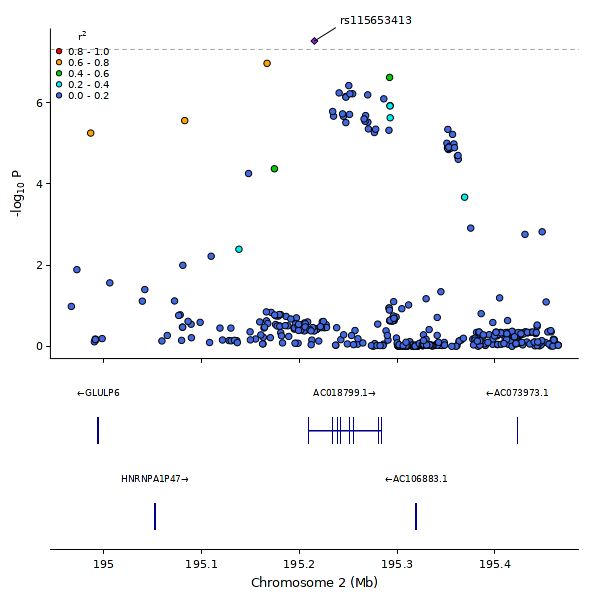 rs115653413
r²
0.8 - 1.0
0.6 - 0.8
0.4 - 0.6
0.2 - 0.4
0.0 - 0.2
-log₁₀ P
6
4
2
0
←GLULP6
AC018799.1→
←AC073973.1
HNRNPA1P47→
←AC106883.1
195
195.1
195.2
195.3
195.4
Chromosome 2 (Mb)